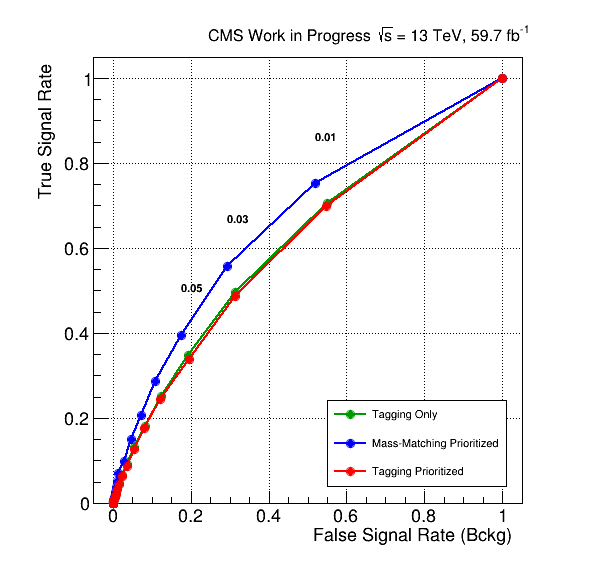 CMS Work in Progress √s = 13 TeV, 59.7 fb⁻¹
True Signal Rate
1
0.8
0.6
0.4
0.2
0
0.01
0.03
0.05
Tagging Only
Mass-Matching Prioritized
Tagging Prioritized
0 0.2 0.4 0.6 0.8 1
False Signal Rate (Bckg)